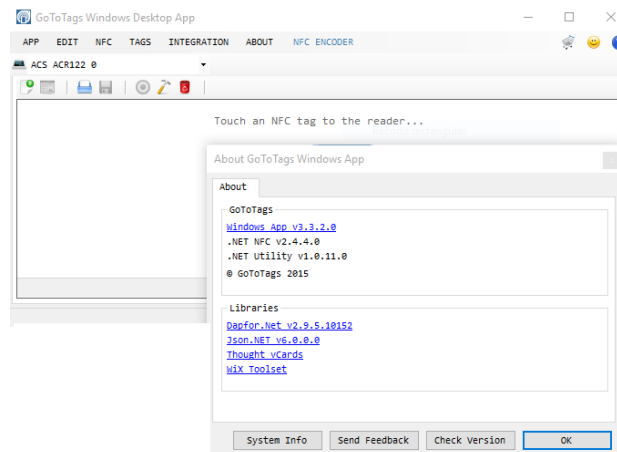 GoToTags Windows Desktop App
APP EDIT NFC TAGS INTEGRATION ABOUT NFC ENCODER
ACS ACR122 0
Touch an NFC tag to the reader...
About GoToTags Windows App
About
GoToTags
Windows App v3.3.2.0
.NET NFC v2.4.4.0
.NET Utility v1.0.11.0
© GoToTags 2015
Libraries
Dapfor.Net v2.9.5.10152
Json.NET v6.0.0.0
Thought vCards
WiX Toolset
System Info Send Feedback Check Version OK